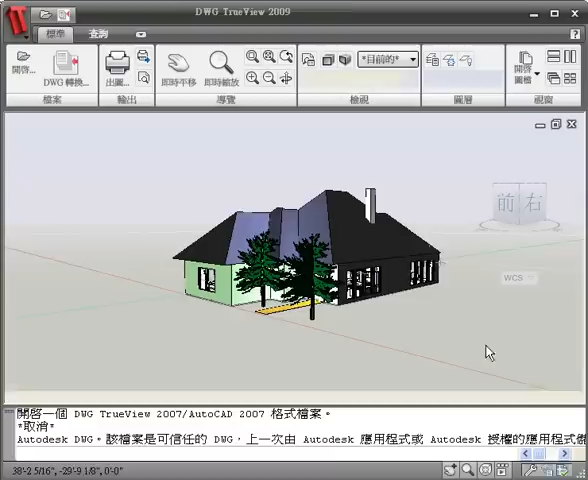 DWG TrueView 2009
標準 查詢
開啓... DWG 轉換... 出圖... 即時平移 即時縮放 *目前的* 開啓圖檔
檔案 輸出 導覽 檢視 圖層 視窗
前 右
WCS
開啓一個 DWG TrueView 2007/AutoCAD 2007 格式檔案。
*取消*
Autodesk DWG。該檔案是可信任的 DWG，上一次由 Autodesk 應用程式或 Autodesk 授權的應用程式儲
38'-2 5/16", -29'-9 1/8", 0'-0"